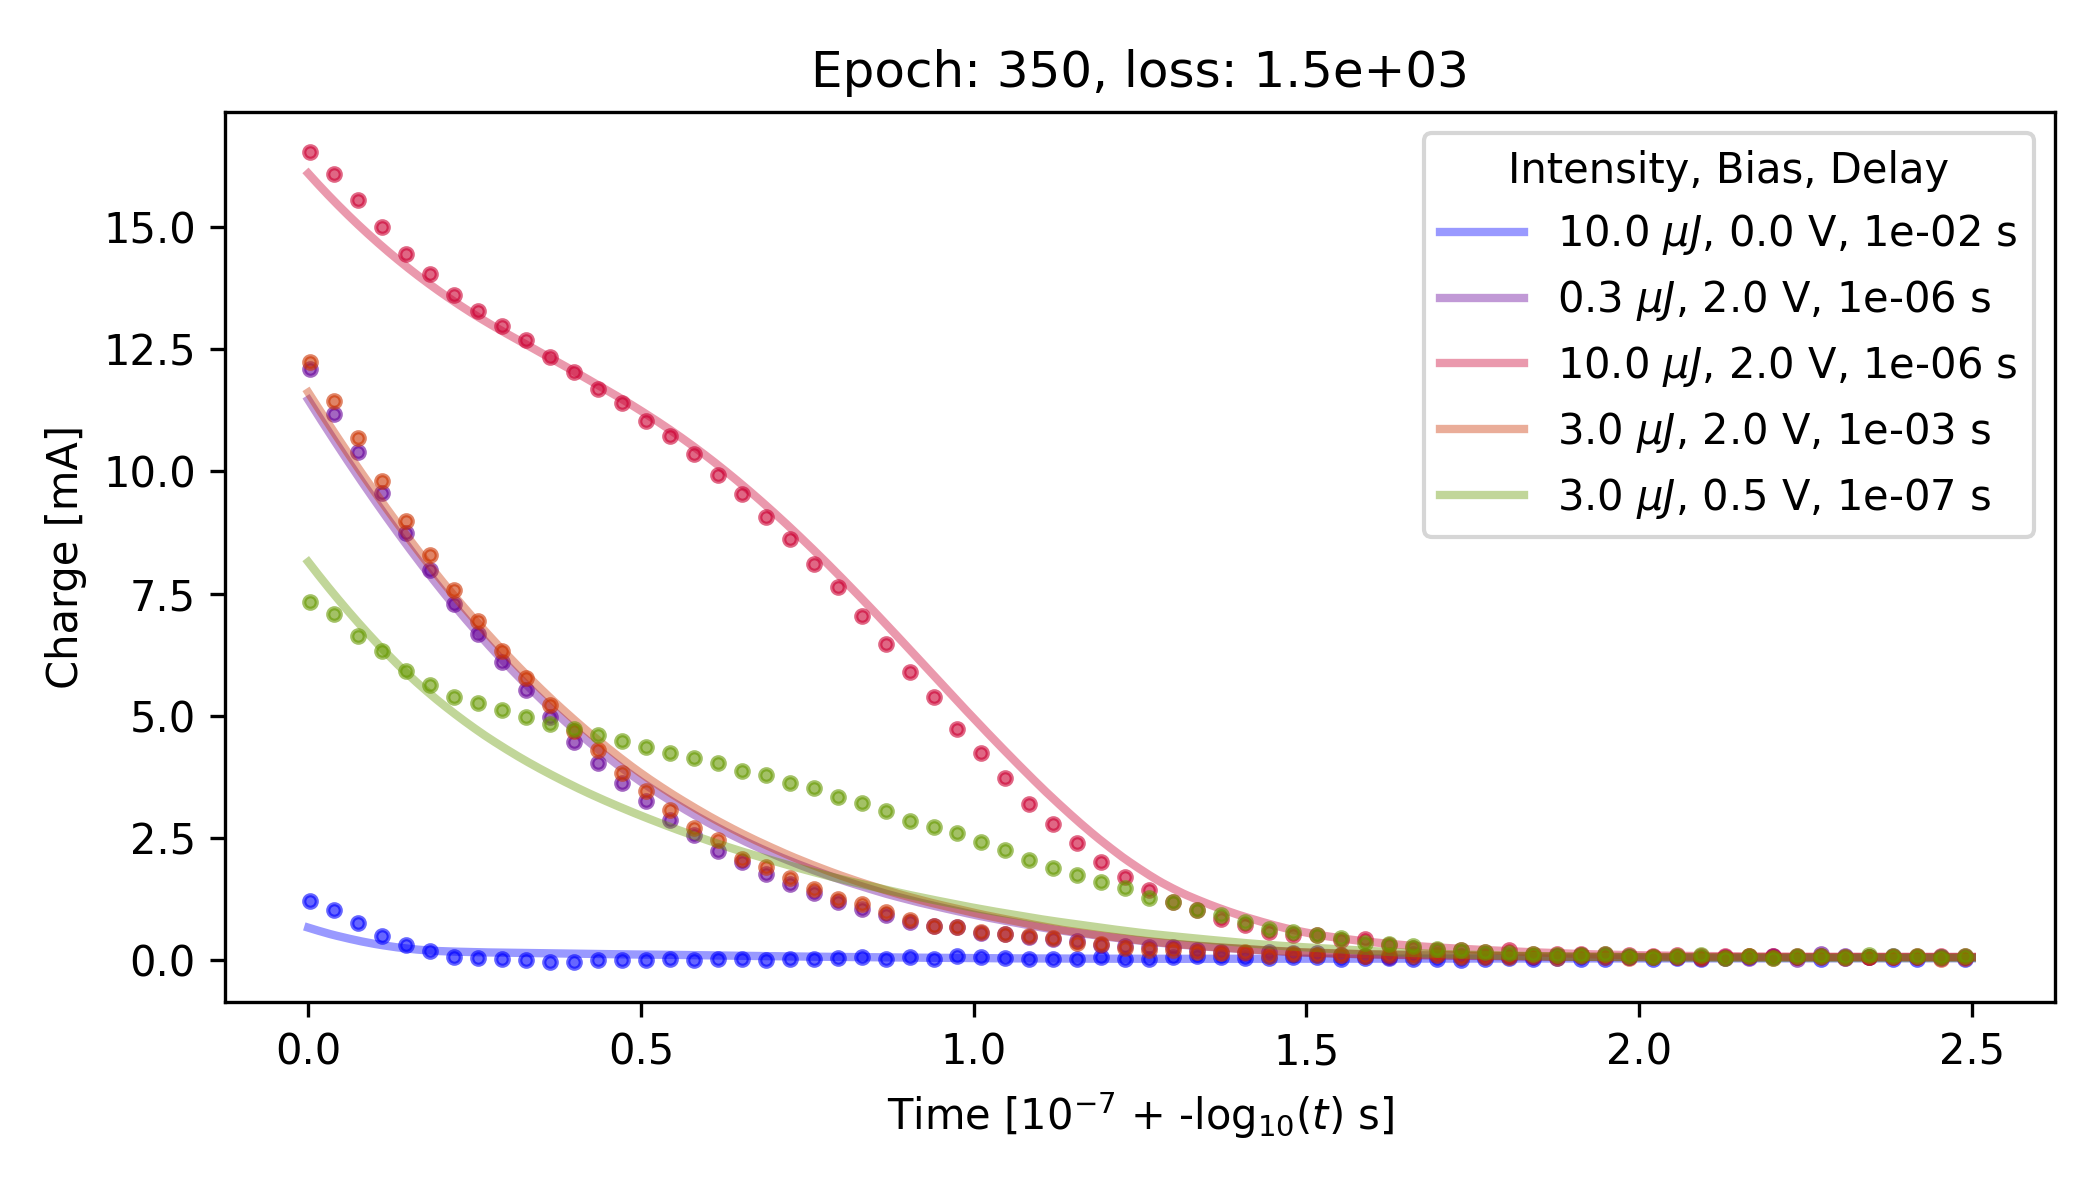 Epoch: 350, loss: 1.5e+03
Charge [mA]
15.0
12.5
10.0
7.5
5.0
2.5
0.0
Intensity, Bias, Delay
10.0 μJ, 0.0 V, 1e-02 s
0.3 μJ, 2.0 V, 1e-06 s
10.0 μJ, 2.0 V, 1e-06 s
3.0 μJ, 2.0 V, 1e-03 s
3.0 μJ, 0.5 V, 1e-07 s
0.0 0.5 1.0 1.5 2.0 2.5
Time [10⁻⁷ + -log₁₀(t) s]